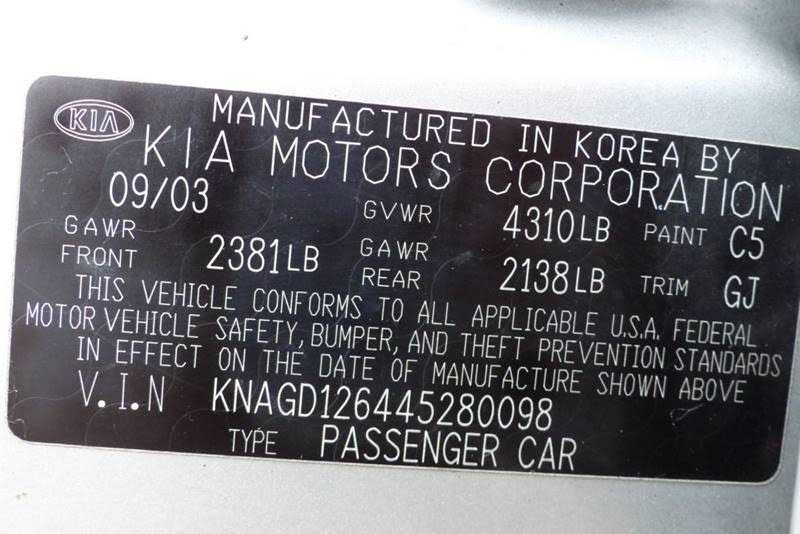 KIA
MANUFACTURED IN KOREA BY
KIA MOTORS CORPORATION
09/03 GVWR 4310LB PAINT C5
GAWR FRONT 2381LB GAWR REAR 2138LB TRIM GJ
THIS VEHICLE CONFORMS TO ALL APPLICABLE U.S.A. FEDERAL
MOTOR VEHICLE SAFETY, BUMPER, AND THEFT PREVENTION STANDARDS
IN EFFECT ON THE DATE OF MANUFACTURE SHOWN ABOVE
V.I.N KNAGD126445280098
TYPE PASSENGER CAR